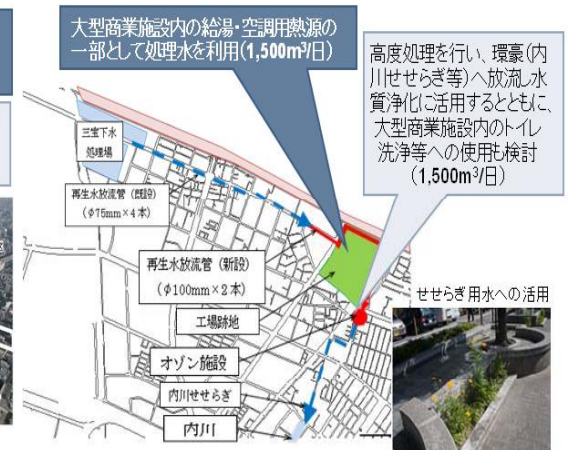 大型商業施設内の給湯・空調用熱源の
一部として処理水を利用(1,500m³/日)
高度処理を行い、環豪(内
川せせらぎ等)へ放流し水
質浄化に活用するとともに、
大型商業施設内のトイレ
洗浄等への使用も検討
(1,500m³/日)
三宝下水
処理場
再生水放流管(既設)
(φ75mm×4本)
再生水放流管(新設)
(φ100mm×2本)
工場跡地
オゾン施設
内川せせらぎ
内川
せせらぎ用水への活用